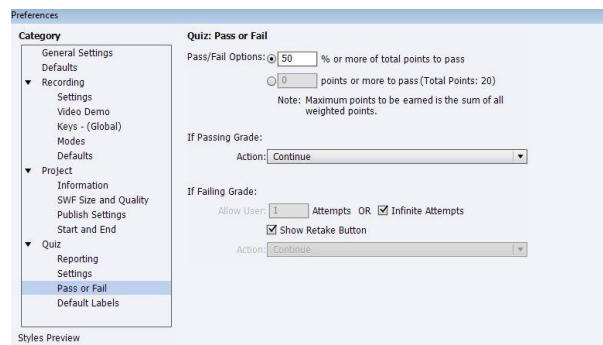 Preferences
Category
General Settings
Defaults
Recording
Settings
Video Demo
Keys - (Global)
Modes
Defaults
Project
Information
SWF Size and Quality
Publish Settings
Start and End
Quiz
Reporting
Settings
Pass or Fail
Default Labels
Styles Preview
Quiz: Pass or Fail
Pass/Fail Options: 50 % or more of total points to pass
0 points or more to pass (Total Points: 20)
Note: Maximum points to be earned is the sum of all
weighted points.
If Passing Grade:
Action: Continue
If Failing Grade:
Allow User: 1 Attempts OR Infinite Attempts
Show Retake Button
Action: Continue